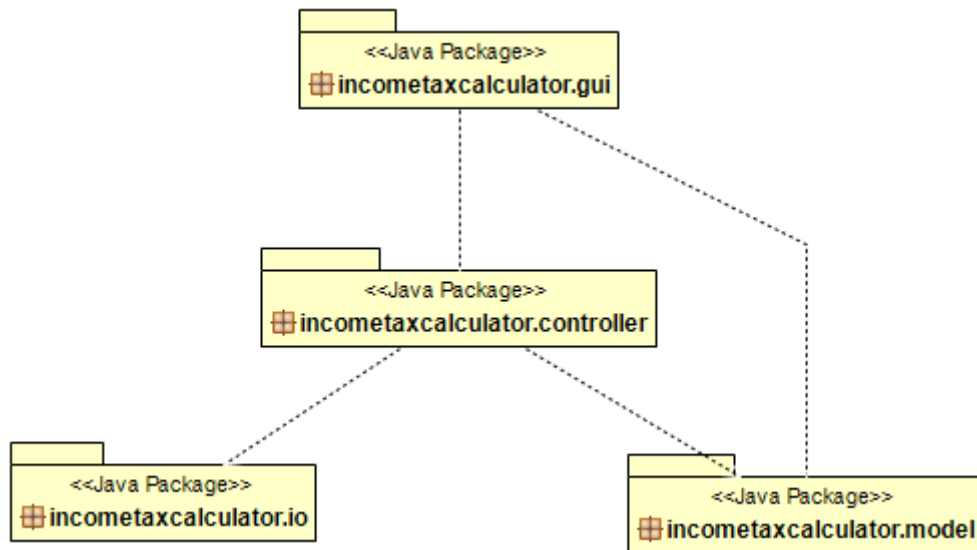 <<Java Package>>
incometaxcalculator.gui
<<Java Package>>
incometaxcalculator.controller
<<Java Package>>
incometaxcalculator.io
<<Java Package>>
incometaxcalculator.model